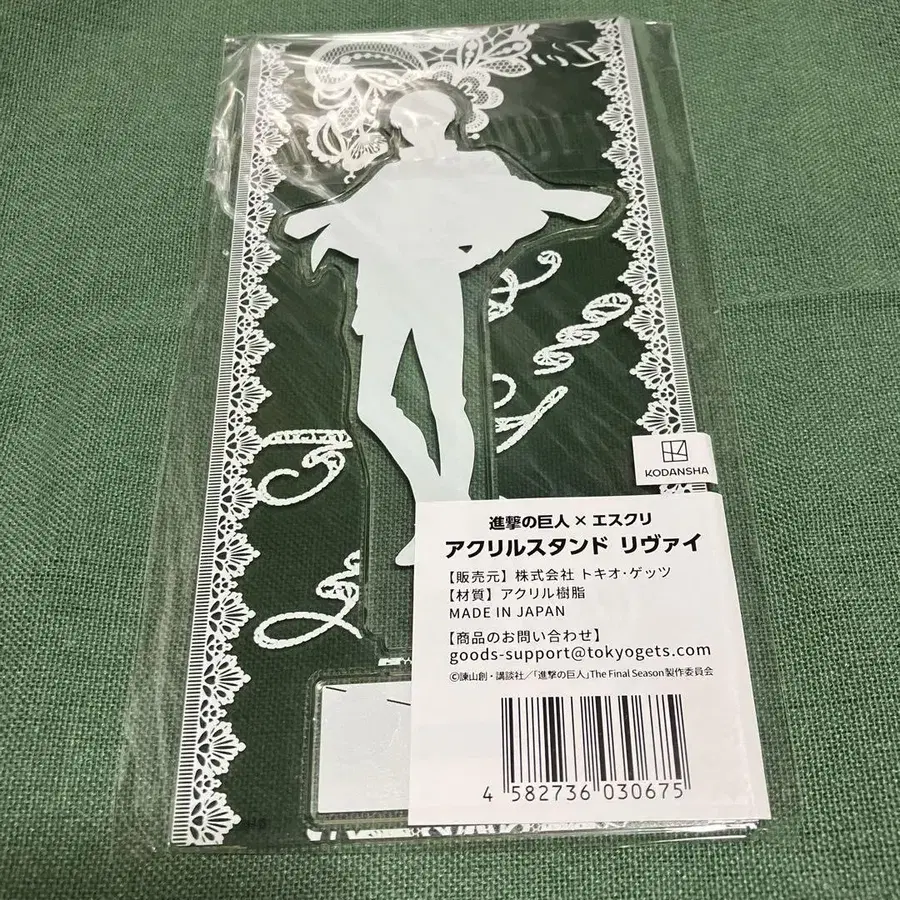 KODANSHA
進撃の巨人 × エスクリ
アクリルスタンド リヴァイ
【販売元】株式会社 トキオ・ゲッツ
【材質】アクリル樹脂
MADE IN JAPAN
【商品のお問い合わせ】
goods-support@tokyogets.com
©諫山創・講談社／「進撃の巨人」The Final Season製作委員会
4 582736 030675